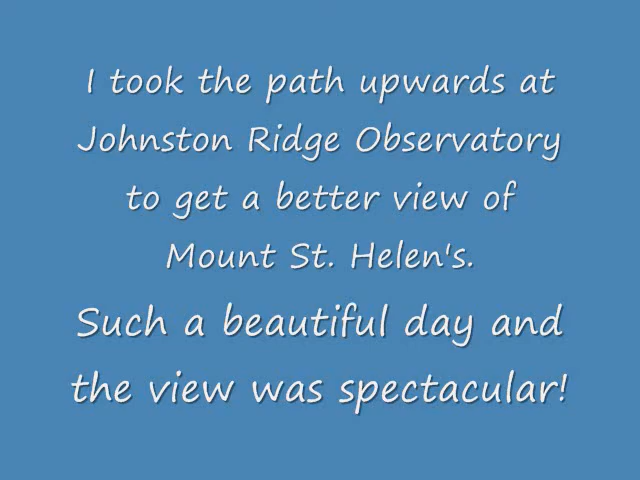 I took the path upwards at
Johnston Ridge Observatory
to get a better view of
Mount St. Helen's.
Such a beautiful day and
the view was spectacular!